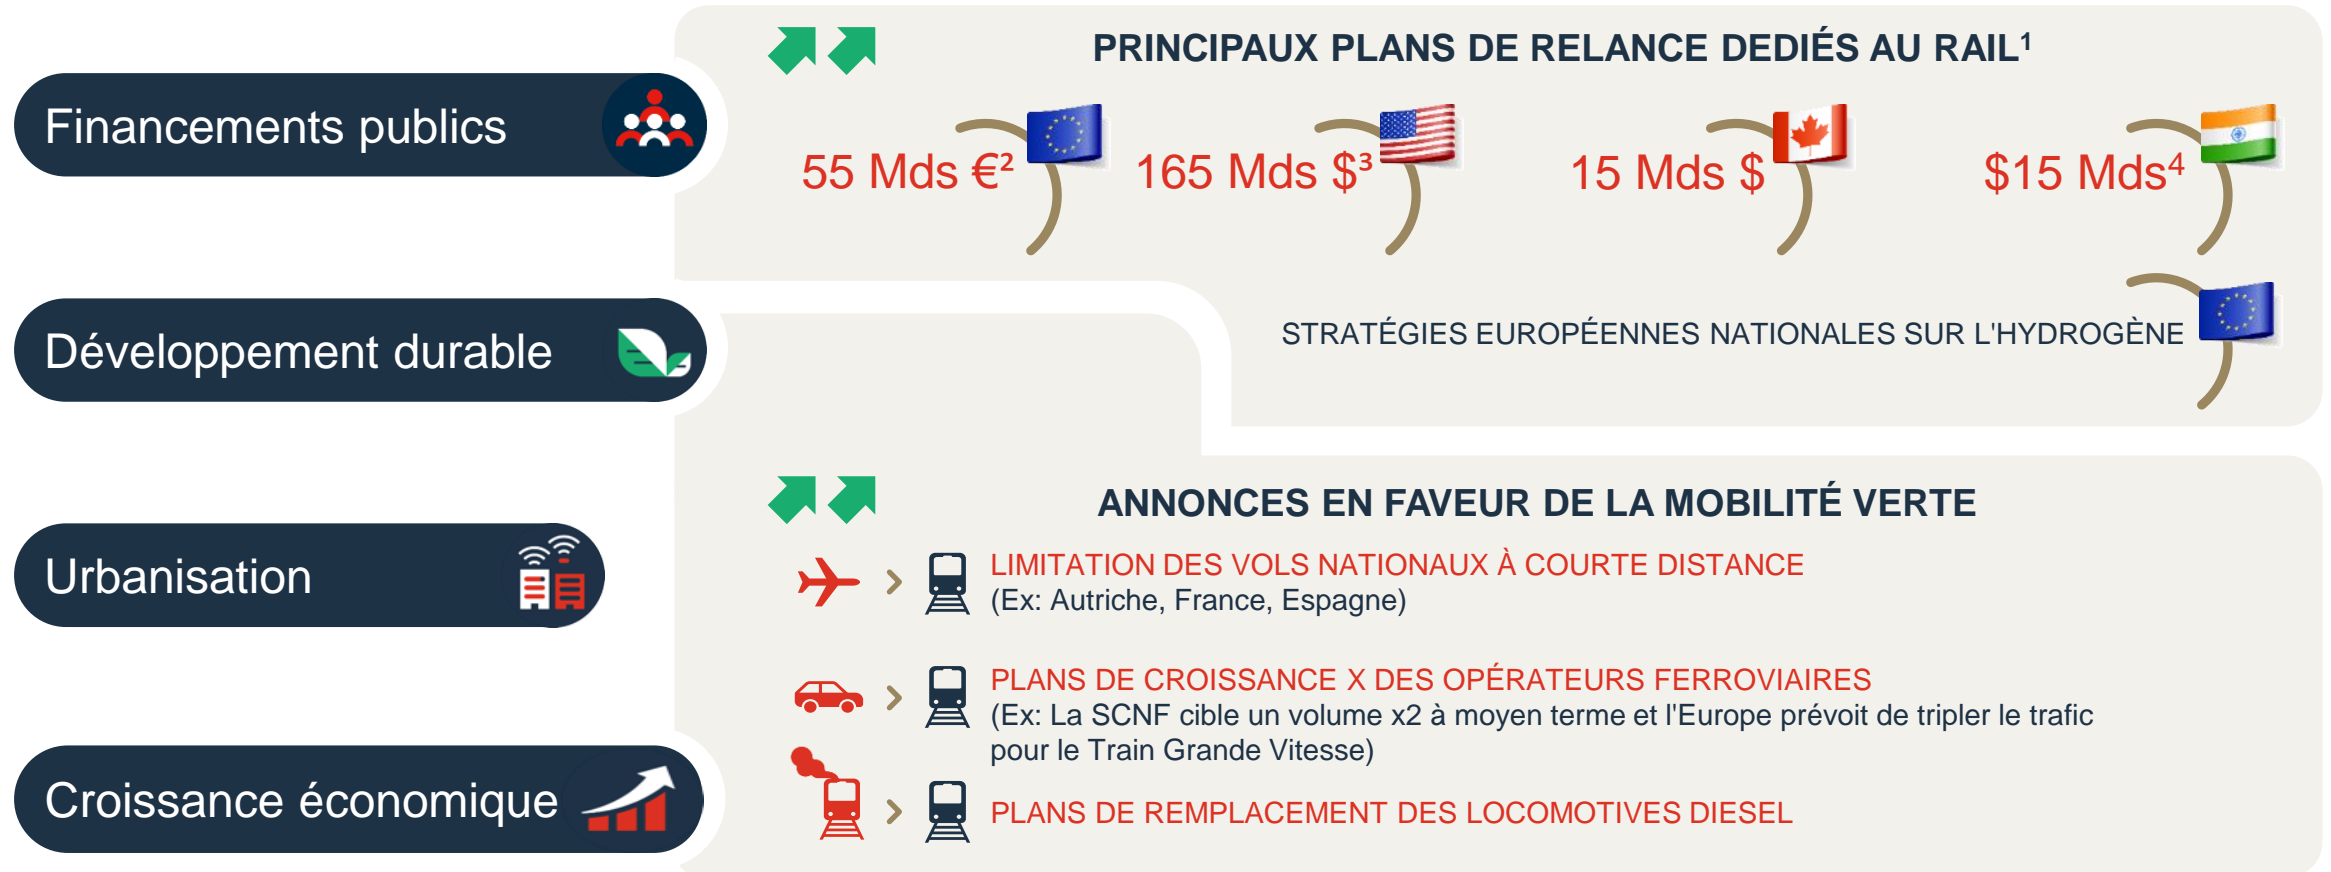 Financements publics
PRINCIPAUX PLANS DE RELANCE DEDIÉS AU RAIL¹
55 Mds €²
165 Mds $³
15 Mds $
$15 Mds⁴
Développement durable
STRATÉGIES EUROPÉENNES NATIONALES SUR L'HYDROGÈNE
Urbanisation
Croissance économique
ANNONCES EN FAVEUR DE LA MOBILITÉ VERTE
LIMITATION DES VOLS NATIONAUX À COURTE DISTANCE
(Ex: Autriche, France, Espagne)
PLANS DE CROISSANCE X DES OPÉRATEURS FERROVIAIRES
(Ex: La SCNF cible un volume x2 à moyen terme et l'Europe prévoit de tripler le trafic
pour le Train Grande Vitesse)
PLANS DE REMPLACEMENT DES LOCOMOTIVES DIESEL